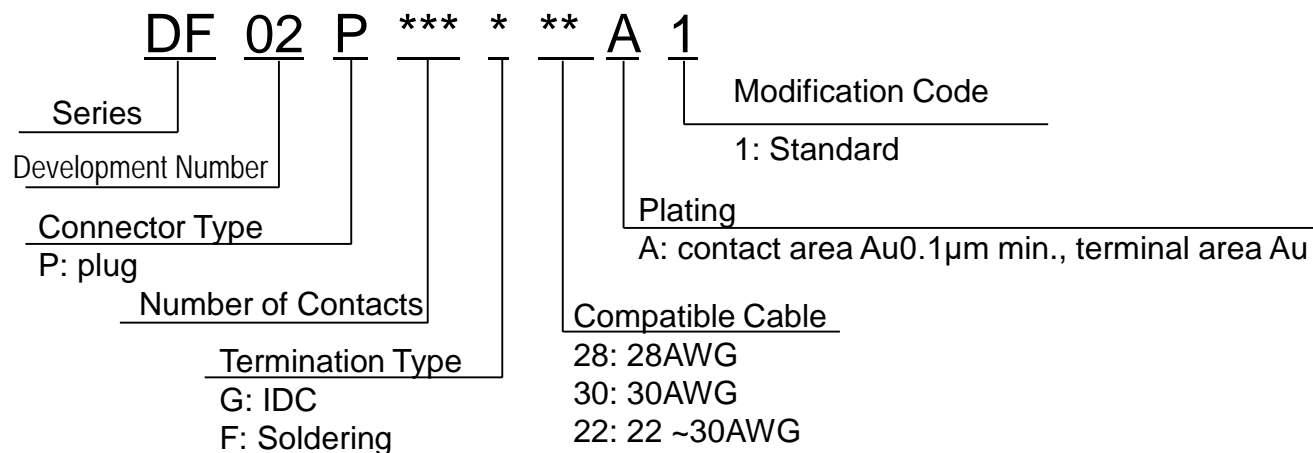 DF 02 P *** * ** A 1
Modification Code
Series
1: Standard
Development Number
Plating
Connector Type
A: contact area Au0.1μm min., terminal area Au
P: plug
Number of Contacts
Compatible Cable
28: 28AWG
Termination Type
30: 30AWG
G: IDC
22: 22 ~30AWG
F: Soldering